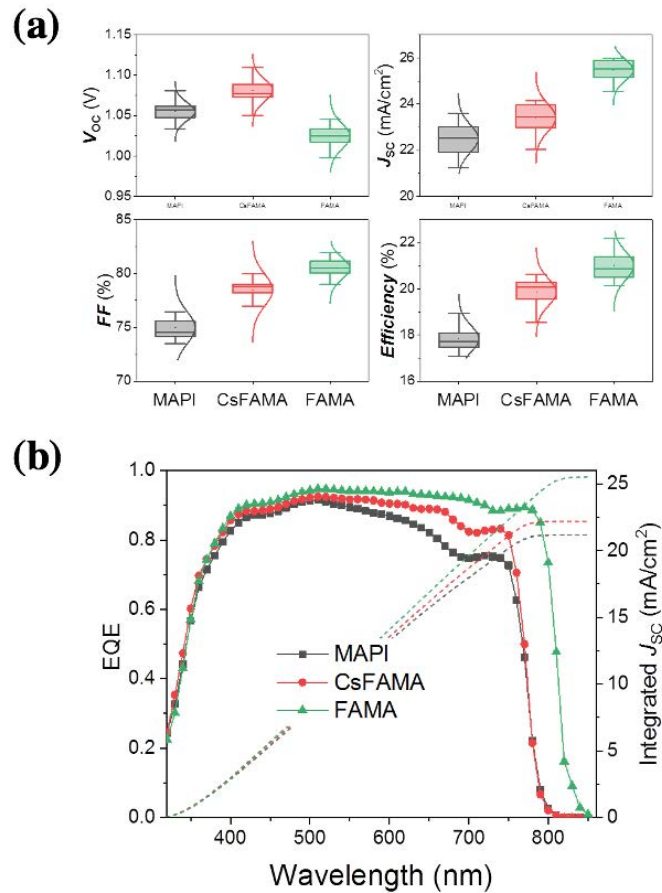 (a)
V_OC (V)
1.15
1.10
1.05
1.00
0.95
MAPI CsFAMA FAMA
J_SC (mA/cm²)
26
24
22
20
MAPI CsFAMA FAMA
FF (%)
85
80
75
70
MAPI CsFAMA FAMA
Efficiency (%)
22
20
18
16
MAPI CsFAMA FAMA
(b)
EQE
1.0
0.8
0.6
0.4
0.2
0.0
MAPI
CsFAMA
FAMA
25
20
15
10
5
0
Integrated J_SC (mA/cm²)
400 500 600 700 800
Wavelength (nm)